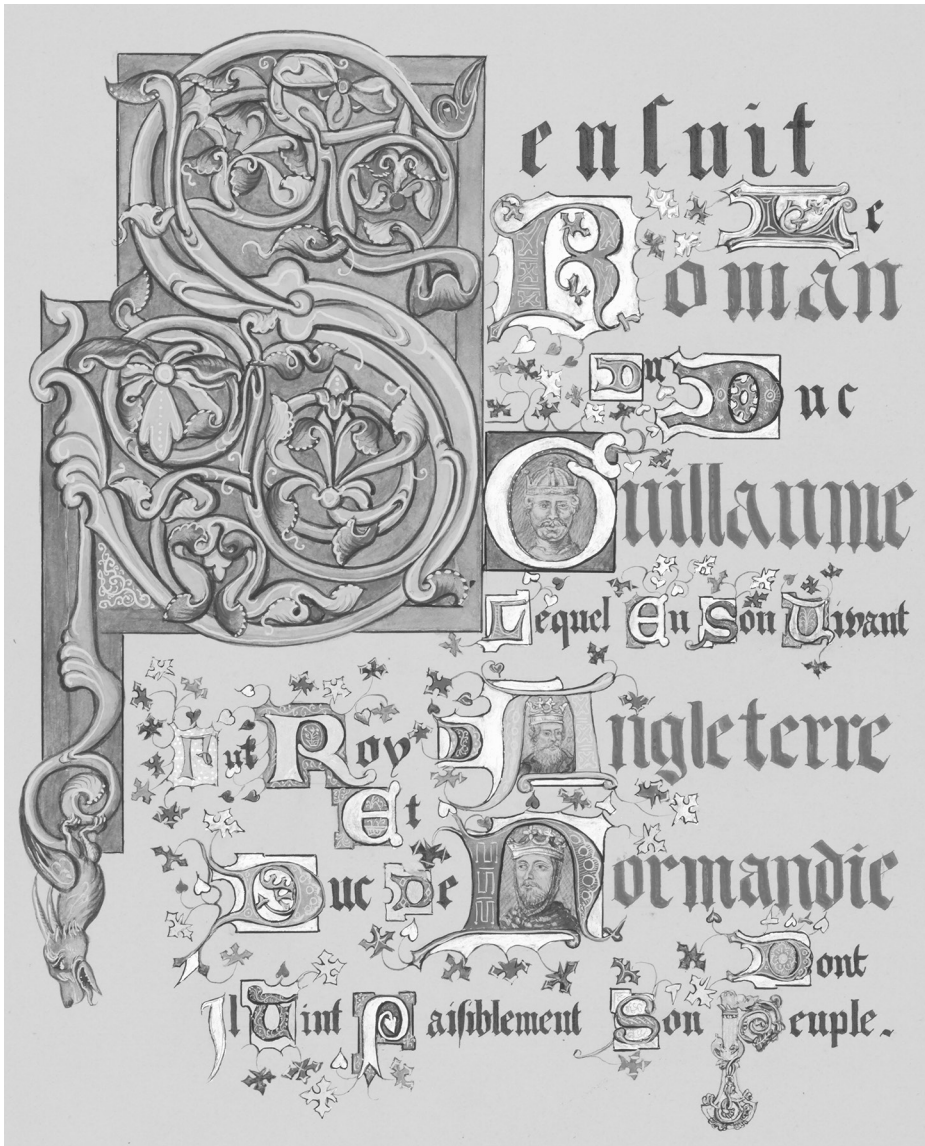 S enſuit
Le
Roman
Du Duc
Guillaume
Lequel En Son Vivant
Fut Roy D'Angleterre
Et
Duc De Normandie
Dont
Il Tint Paiſiblement Son Peuple.